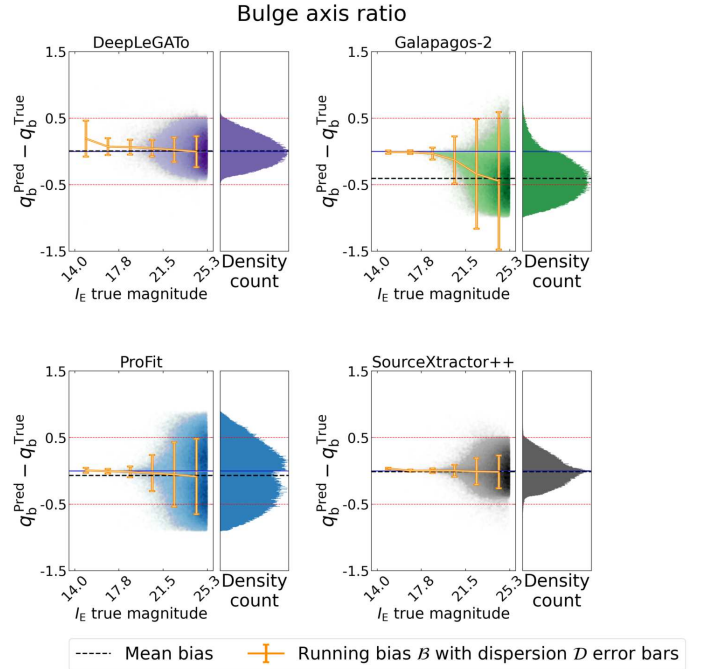 Bulge axis ratio
DeepLeGATo
Galapagos-2
q_b^Pred − q_b^True
1.5
0.5
0
-0.5
-1.5
14.0
17.8
21.5
25.3
I_E true magnitude
Density
count
q_b^Pred − q_b^True
1.5
0.5
0
-0.5
-1.5
14.0
17.8
21.5
25.3
I_E true magnitude
Density
count
ProFit
SourceXtractor++
q_b^Pred − q_b^True
1.5
0.5
0
-0.5
-1.5
14.0
17.8
21.5
25.3
I_E true magnitude
Density
count
q_b^Pred − q_b^True
1.5
0.5
0
-0.5
-1.5
14.0
17.8
21.5
25.3
I_E true magnitude
Density
count
Mean bias
Running bias B with dispersion D error bars